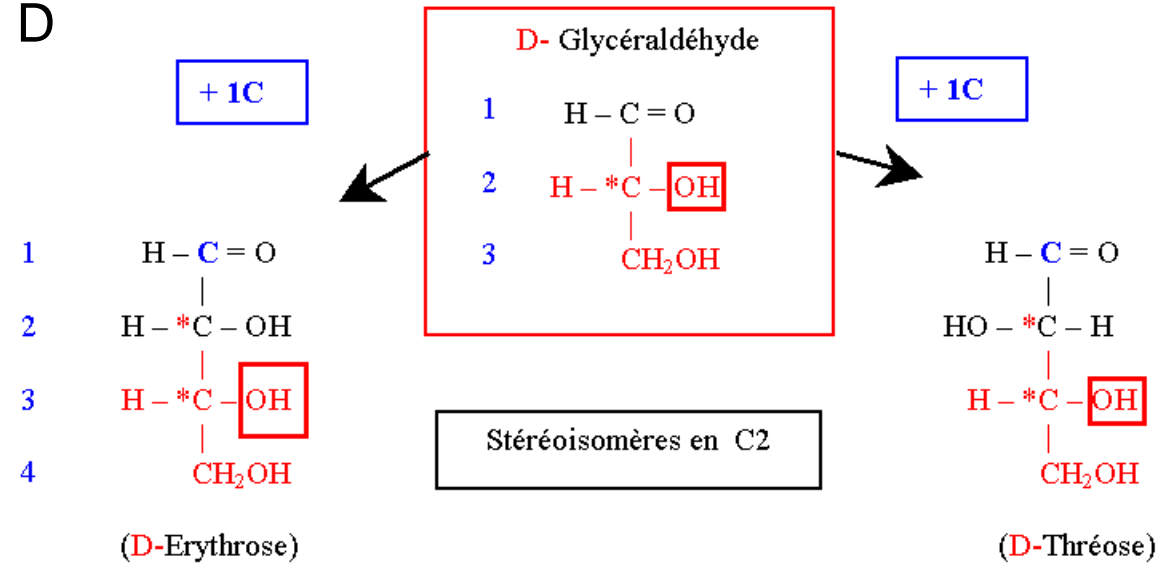 D
D- Glycéraldéhyde
+ 1C
+ 1C
1 H – C = O
2 H – *C – OH
3 CH₂OH
1 H – C = O
2 H – *C – OH
3 H – *C – OH
4 CH₂OH
(D-Erythrose)
Stéréoisomères en C2
H – C = O
HO – *C – H
H – *C – OH
CH₂OH
(D-Thréose)